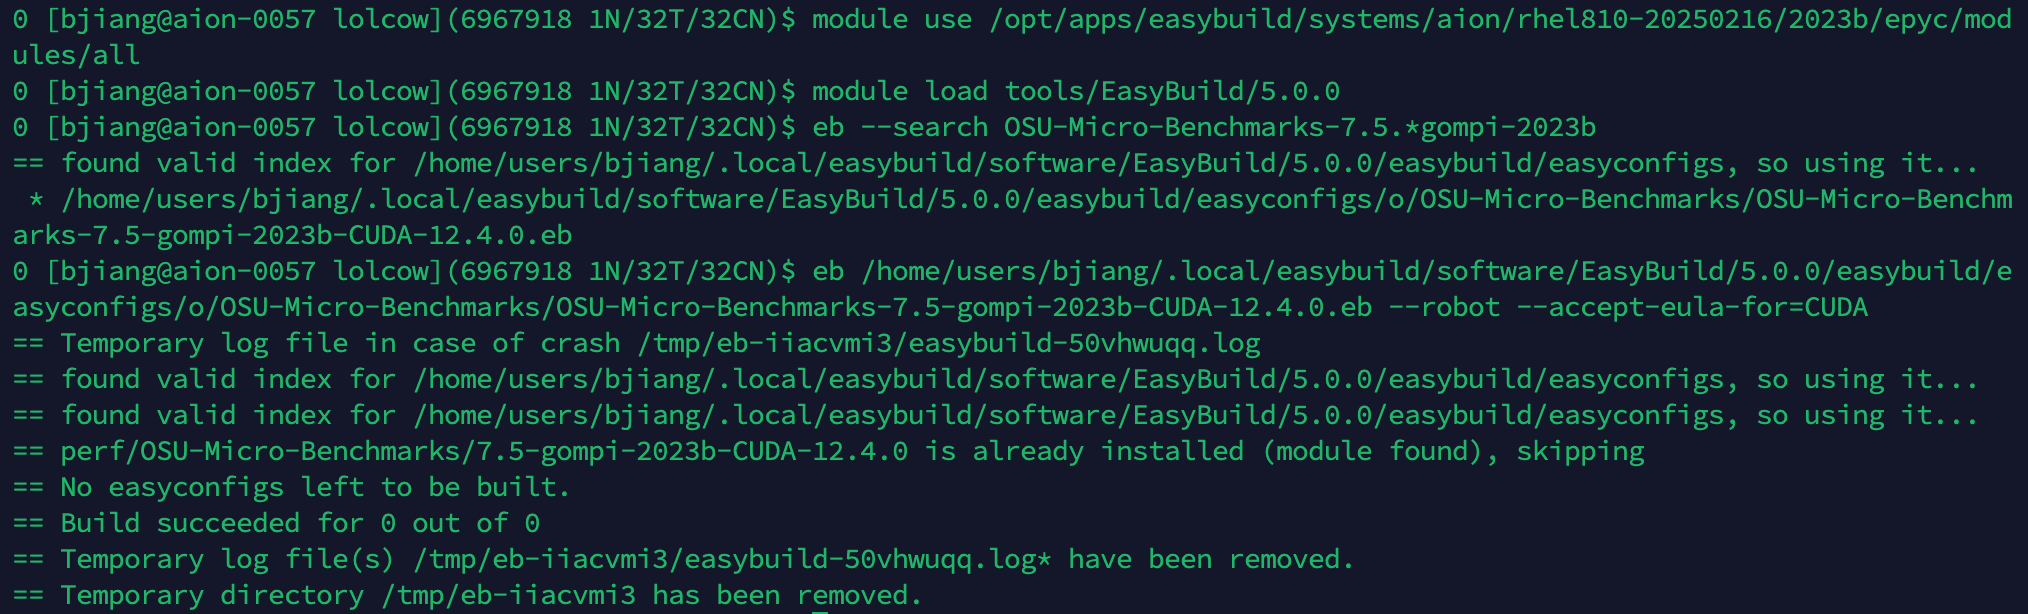 0 [bjiang@aion-0057 lolcow](6967918 1N/32T/32CN)$ module use /opt/apps/easybuild/systems/aion/rhel810-20250216/2023b/epyc/mod
ules/all
0 [bjiang@aion-0057 lolcow](6967918 1N/32T/32CN)$ module load tools/EasyBuild/5.0.0
0 [bjiang@aion-0057 lolcow](6967918 1N/32T/32CN)$ eb --search OSU-Micro-Benchmarks-7.5.*gompi-2023b
== found valid index for /home/users/bjiang/.local/easybuild/software/EasyBuild/5.0.0/easybuild/easyconfigs, so using it...
 * /home/users/bjiang/.local/easybuild/software/EasyBuild/5.0.0/easybuild/easyconfigs/o/OSU-Micro-Benchmarks/OSU-Micro-Benchm
arks-7.5-gompi-2023b-CUDA-12.4.0.eb
0 [bjiang@aion-0057 lolcow](6967918 1N/32T/32CN)$ eb /home/users/bjiang/.local/easybuild/software/EasyBuild/5.0.0/easybuild/e
asyconfigs/o/OSU-Micro-Benchmarks/OSU-Micro-Benchmarks-7.5-gompi-2023b-CUDA-12.4.0.eb --robot --accept-eula-for=CUDA
== Temporary log file in case of crash /tmp/eb-iiacvmi3/easybuild-50vhwuqq.log
== found valid index for /home/users/bjiang/.local/easybuild/software/EasyBuild/5.0.0/easybuild/easyconfigs, so using it...
== found valid index for /home/users/bjiang/.local/easybuild/software/EasyBuild/5.0.0/easybuild/easyconfigs, so using it...
== perf/OSU-Micro-Benchmarks/7.5-gompi-2023b-CUDA-12.4.0 is already installed (module found), skipping
== No easyconfigs left to be built.
== Build succeeded for 0 out of 0
== Temporary log file(s) /tmp/eb-iiacvmi3/easybuild-50vhwuqq.log* have been removed.
== Temporary directory /tmp/eb-iiacvmi3 has been removed.